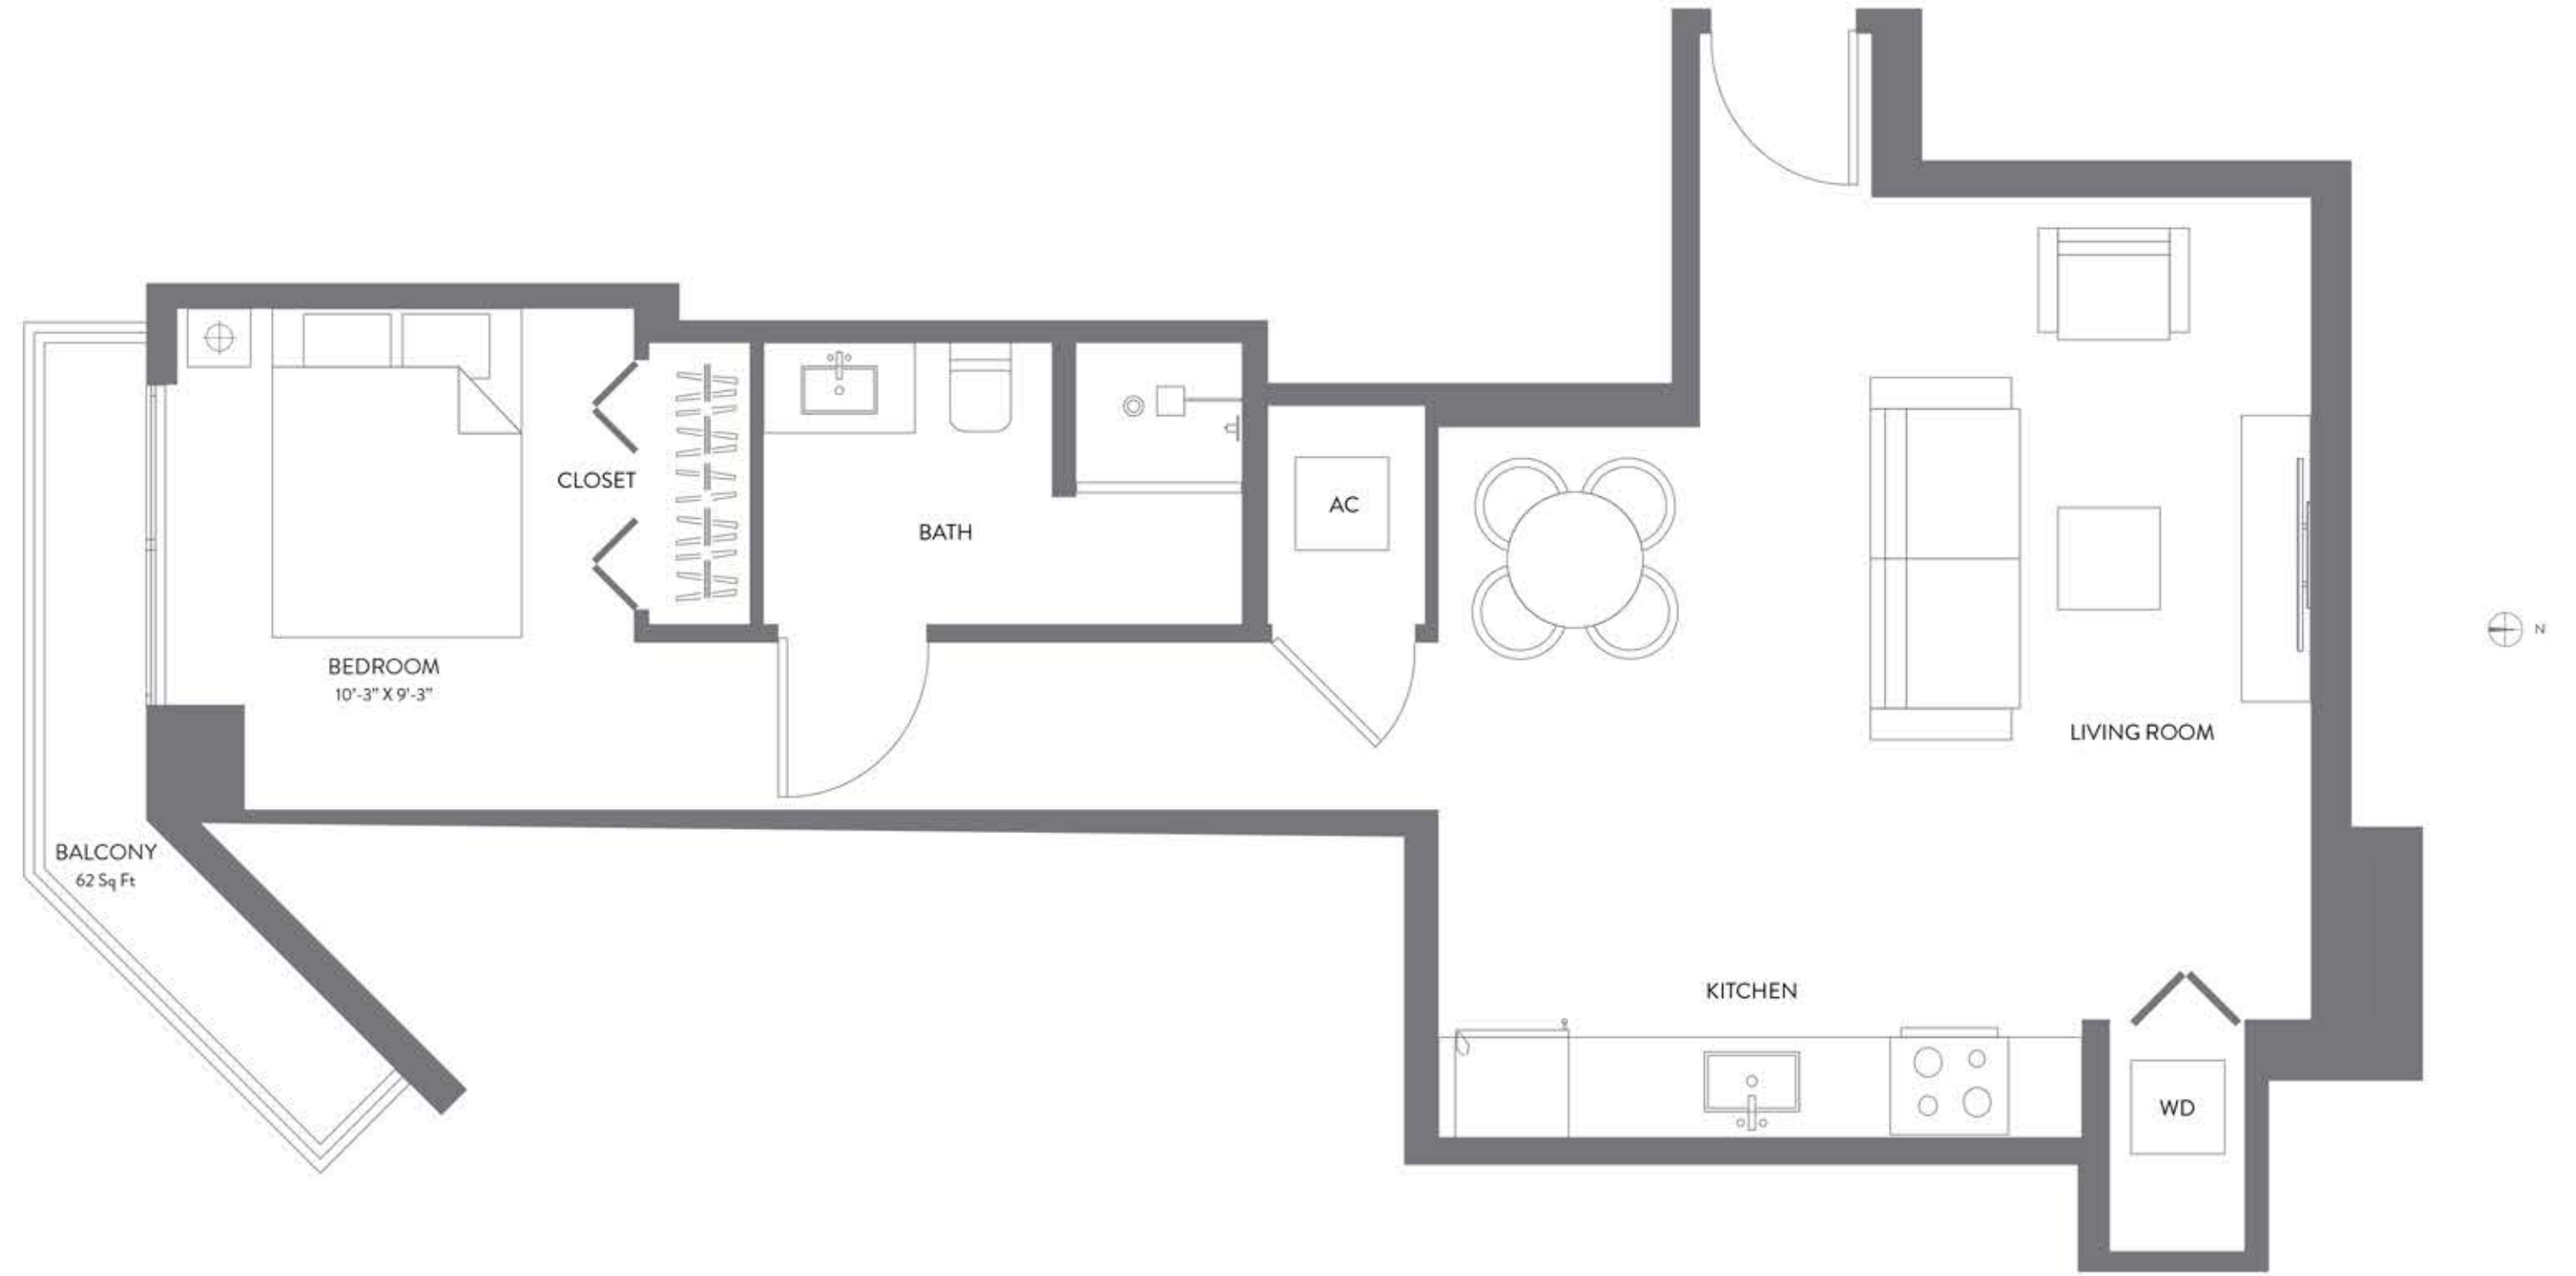 CLOSET
AC
BATH
N
BEDROOM
10'-3" X 9'-3"
LIVING ROOM
BALCONY
62 Sq Ft
KITCHEN
WD